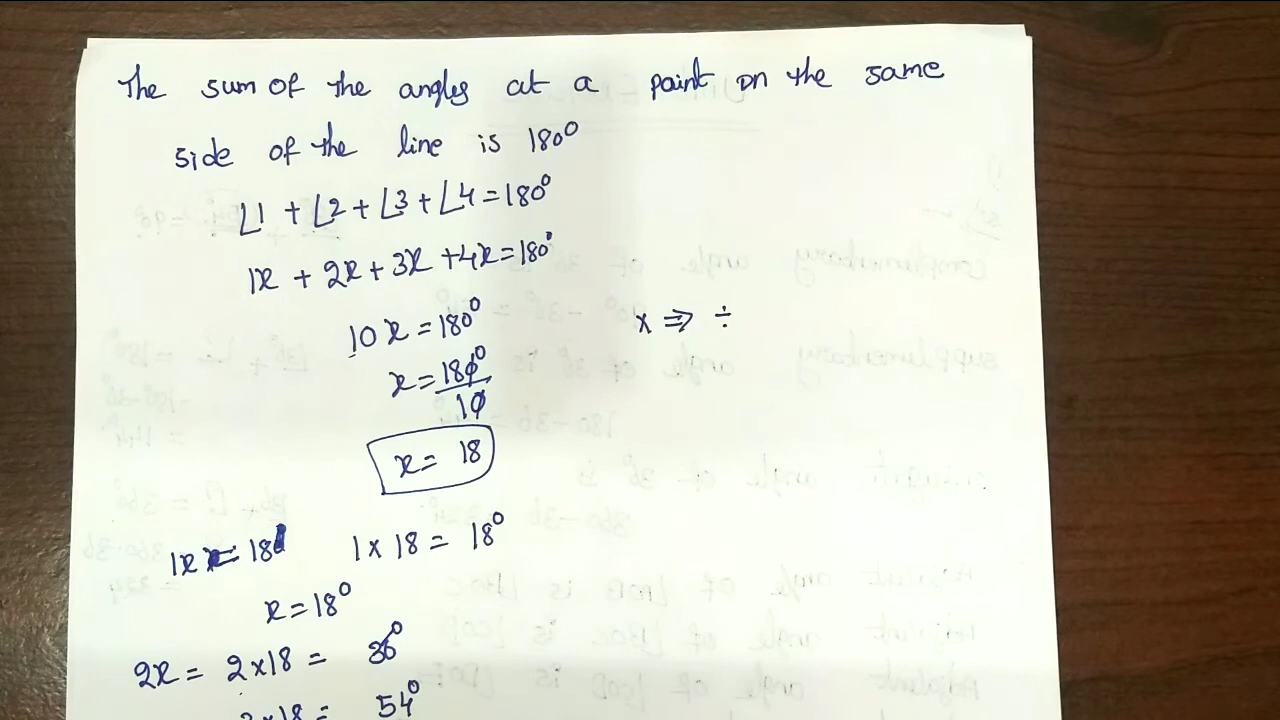 The sum of the angles at a point on the same
side of the line is 180°
∠1 + ∠2 + ∠3 + ∠4 = 180°
1x + 2x + 3x + 4x = 180°
10x = 180°
x ⇒ ÷
x = 180°/10
x = 18
1x = 18 1 x 18 = 18°
x = 18°
2x = 2 x 18 = 36°
3 x 18 = 54°